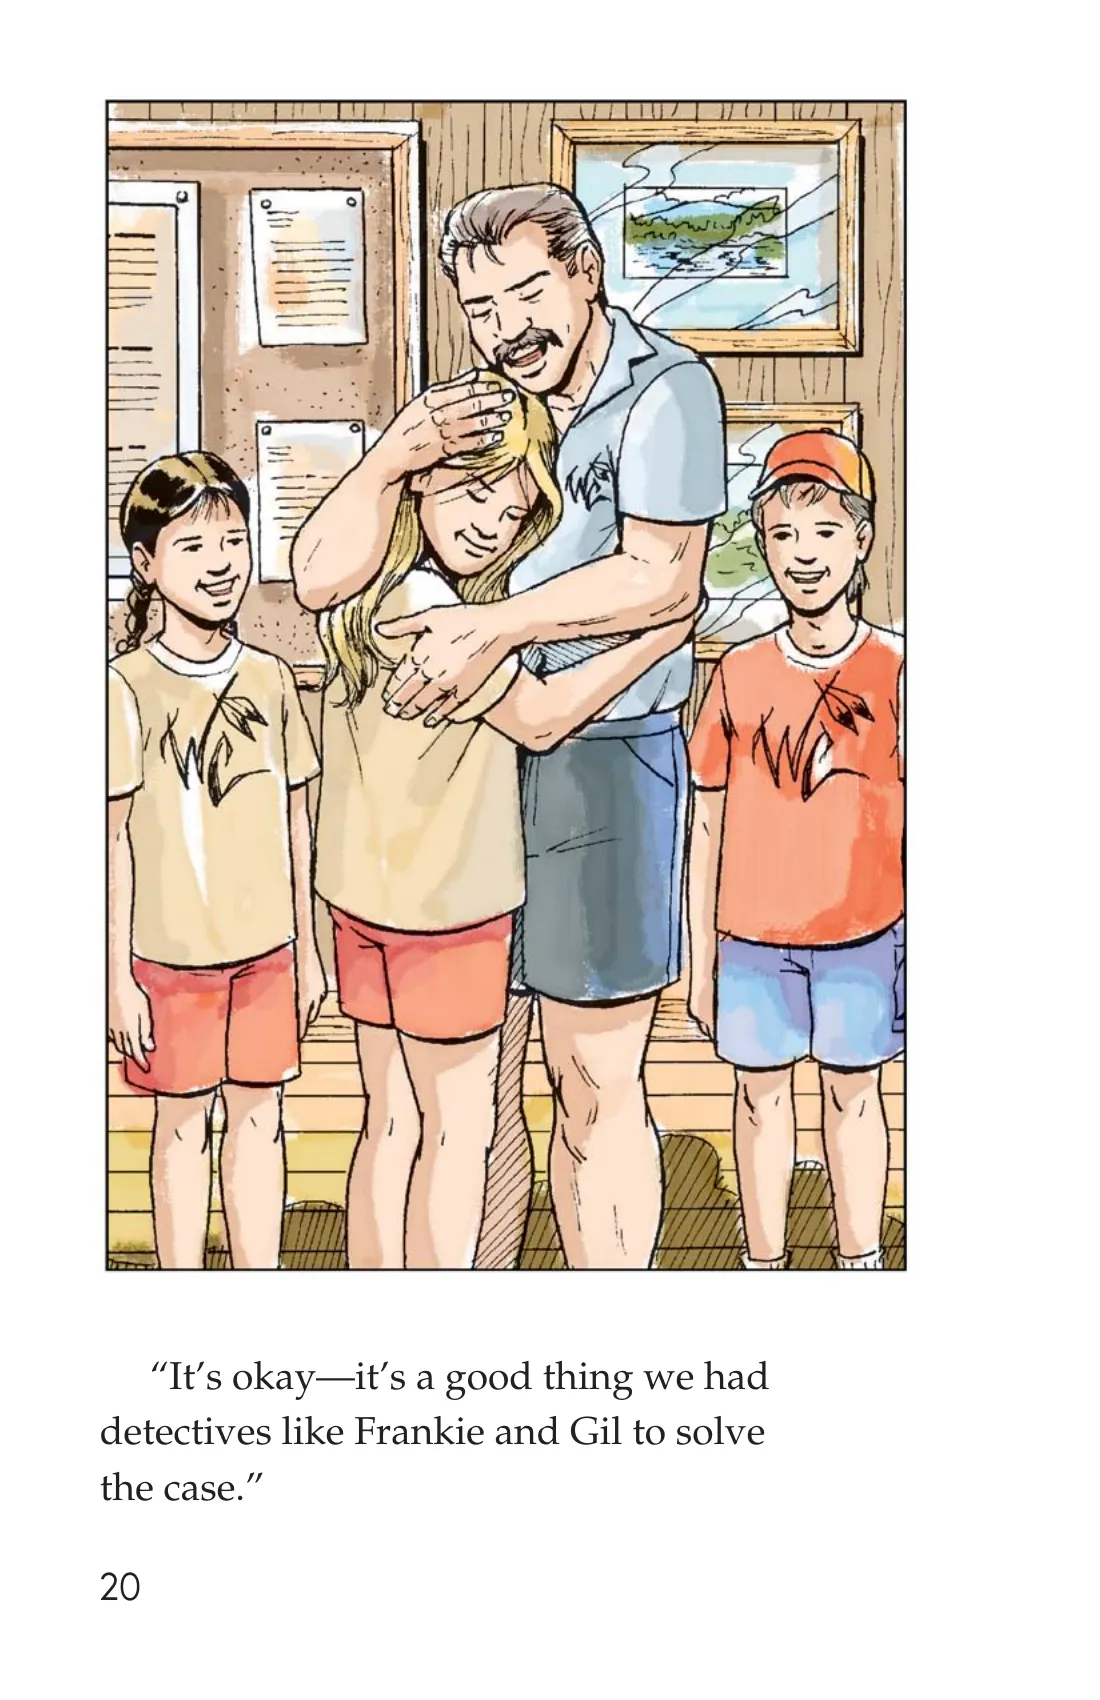 “It’s okay—it’s a good thing we had
detectives like Frankie and Gil to solve
the case.”
20